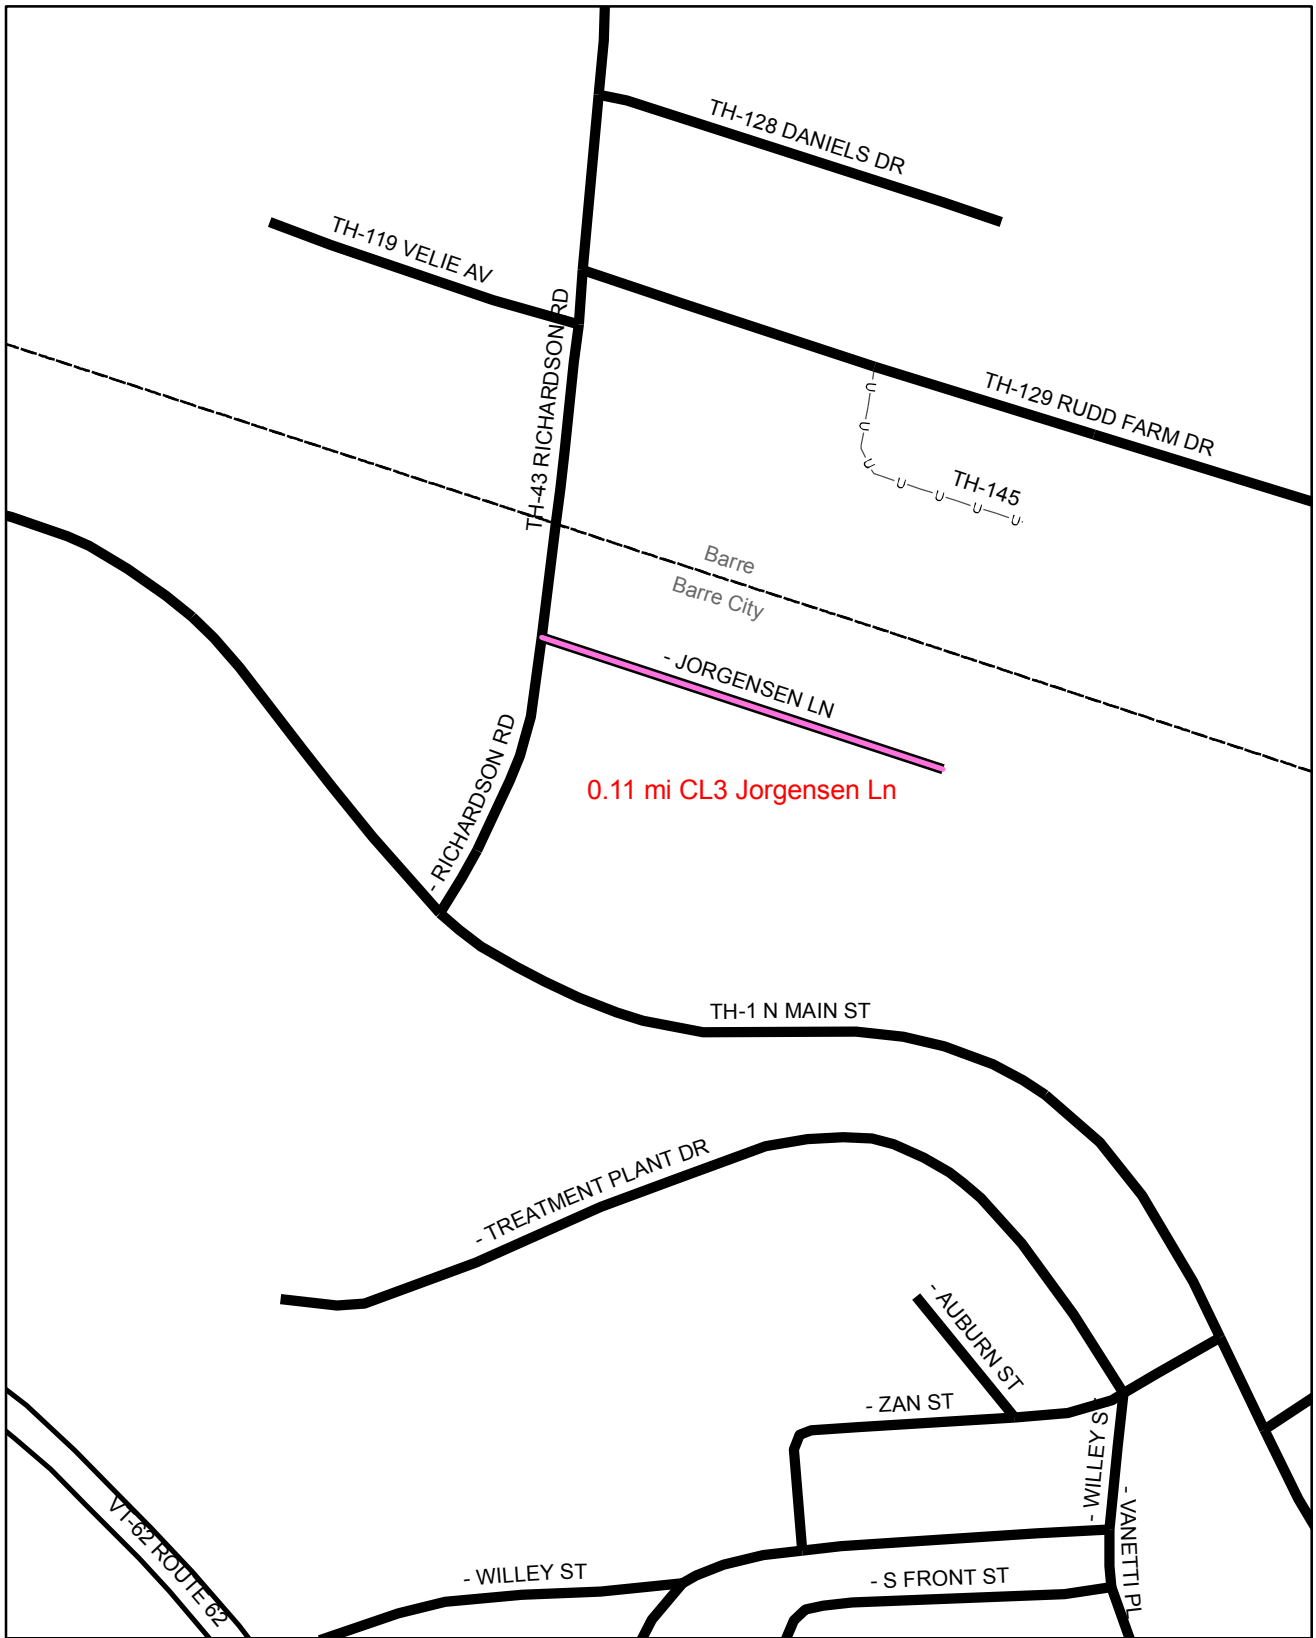 TH-128 DANIELS DR
TH-119 VELIE AV
TH-43 RICHARDSON RD
TH-129 RUDD FARM DR
TH-145
Barre
Barre City
- JORGENSEN LN
- RICHARDSON RD
0.11 mi CL3 Jorgensen Ln
TH-1 N MAIN ST
- TREATMENT PLANT DR
- AUBURN ST
- ZAN ST
- WILLEY ST
- VANETTI PL
VT-62 ROUTE 62
- WILLEY ST
- S FRONT ST